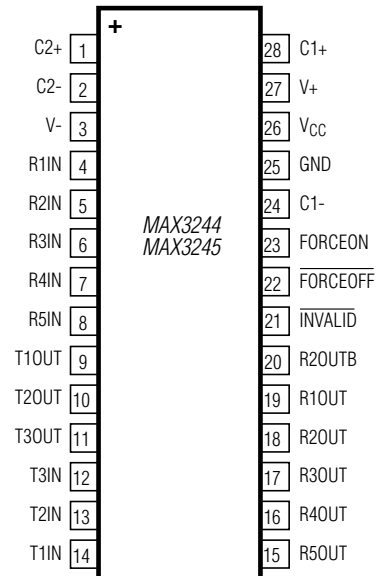 +
C2+ 1 28 C1+
C2- 2 27 V+
V- 3 26 VCC
R1IN 4 25 GND
R2IN 5 24 C1-
MAX3244
MAX3245
R3IN 6 23 FORCEON
R4IN 7 22 FORCEOFF
R5IN 8 21 INVALID
T1OUT 9 20 R2OUTB
T2OUT 10 19 R1OUT
T3OUT 11 18 R2OUT
T3IN 12 17 R3OUT
T2IN 13 16 R4OUT
T1IN 14 15 R5OUT